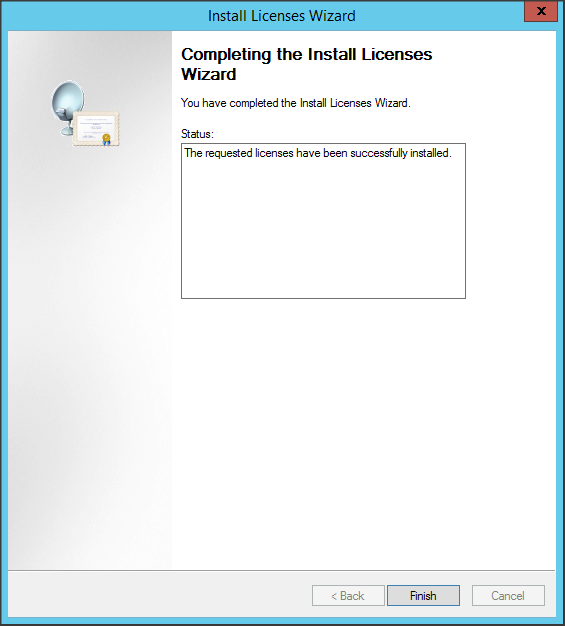 Install Licenses Wizard
x
Completing the Install Licenses
Wizard
You have completed the Install Licenses Wizard.
Status:
The requested licenses have been successfully installed.
< Back
Finish
Cancel